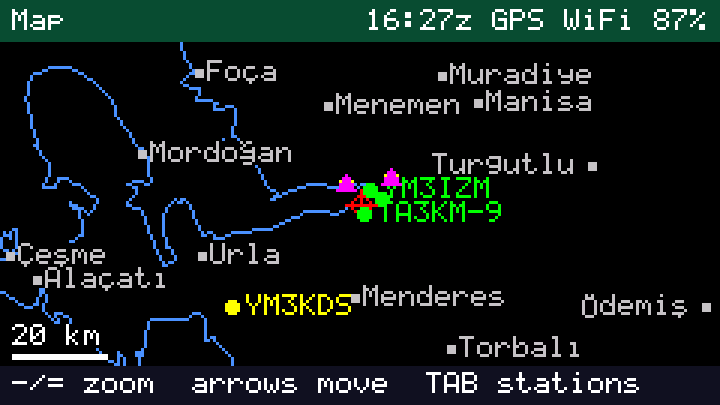 Map 16:27z GPS WiFi 87%
Foça
Muradiye
Menemen
Manisa
Mordoğan
Turgutlu
YM3IZM
TA3KM-9
Çeşme
Urla
Alaçatı
YM3KDS
Menderes
Ödemiş
20 km
Torbalı
-/= zoom arrows move TAB stations